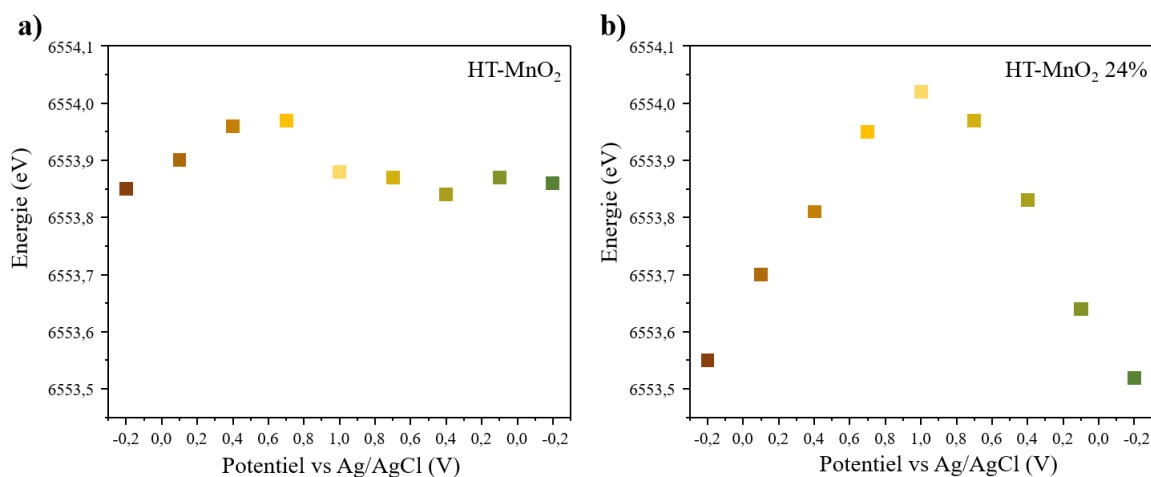 a)
HT-MnO₂
6554,1
6554,0
6553,9
6553,8
6553,7
6553,6
6553,5
Energie (eV)
-0,2 0,0 0,2 0,4 0,6 0,8 1,0 0,8 0,6 0,4 0,2 0,0 -0,2
Potentiel vs Ag/AgCl (V)
b)
HT-MnO₂ 24%
6554,1
6554,0
6553,9
6553,8
6553,7
6553,6
6553,5
Energie (eV)
-0,2 0,0 0,2 0,4 0,6 0,8 1,0 0,8 0,6 0,4 0,2 0,0 -0,2
Potentiel vs Ag/AgCl (V)